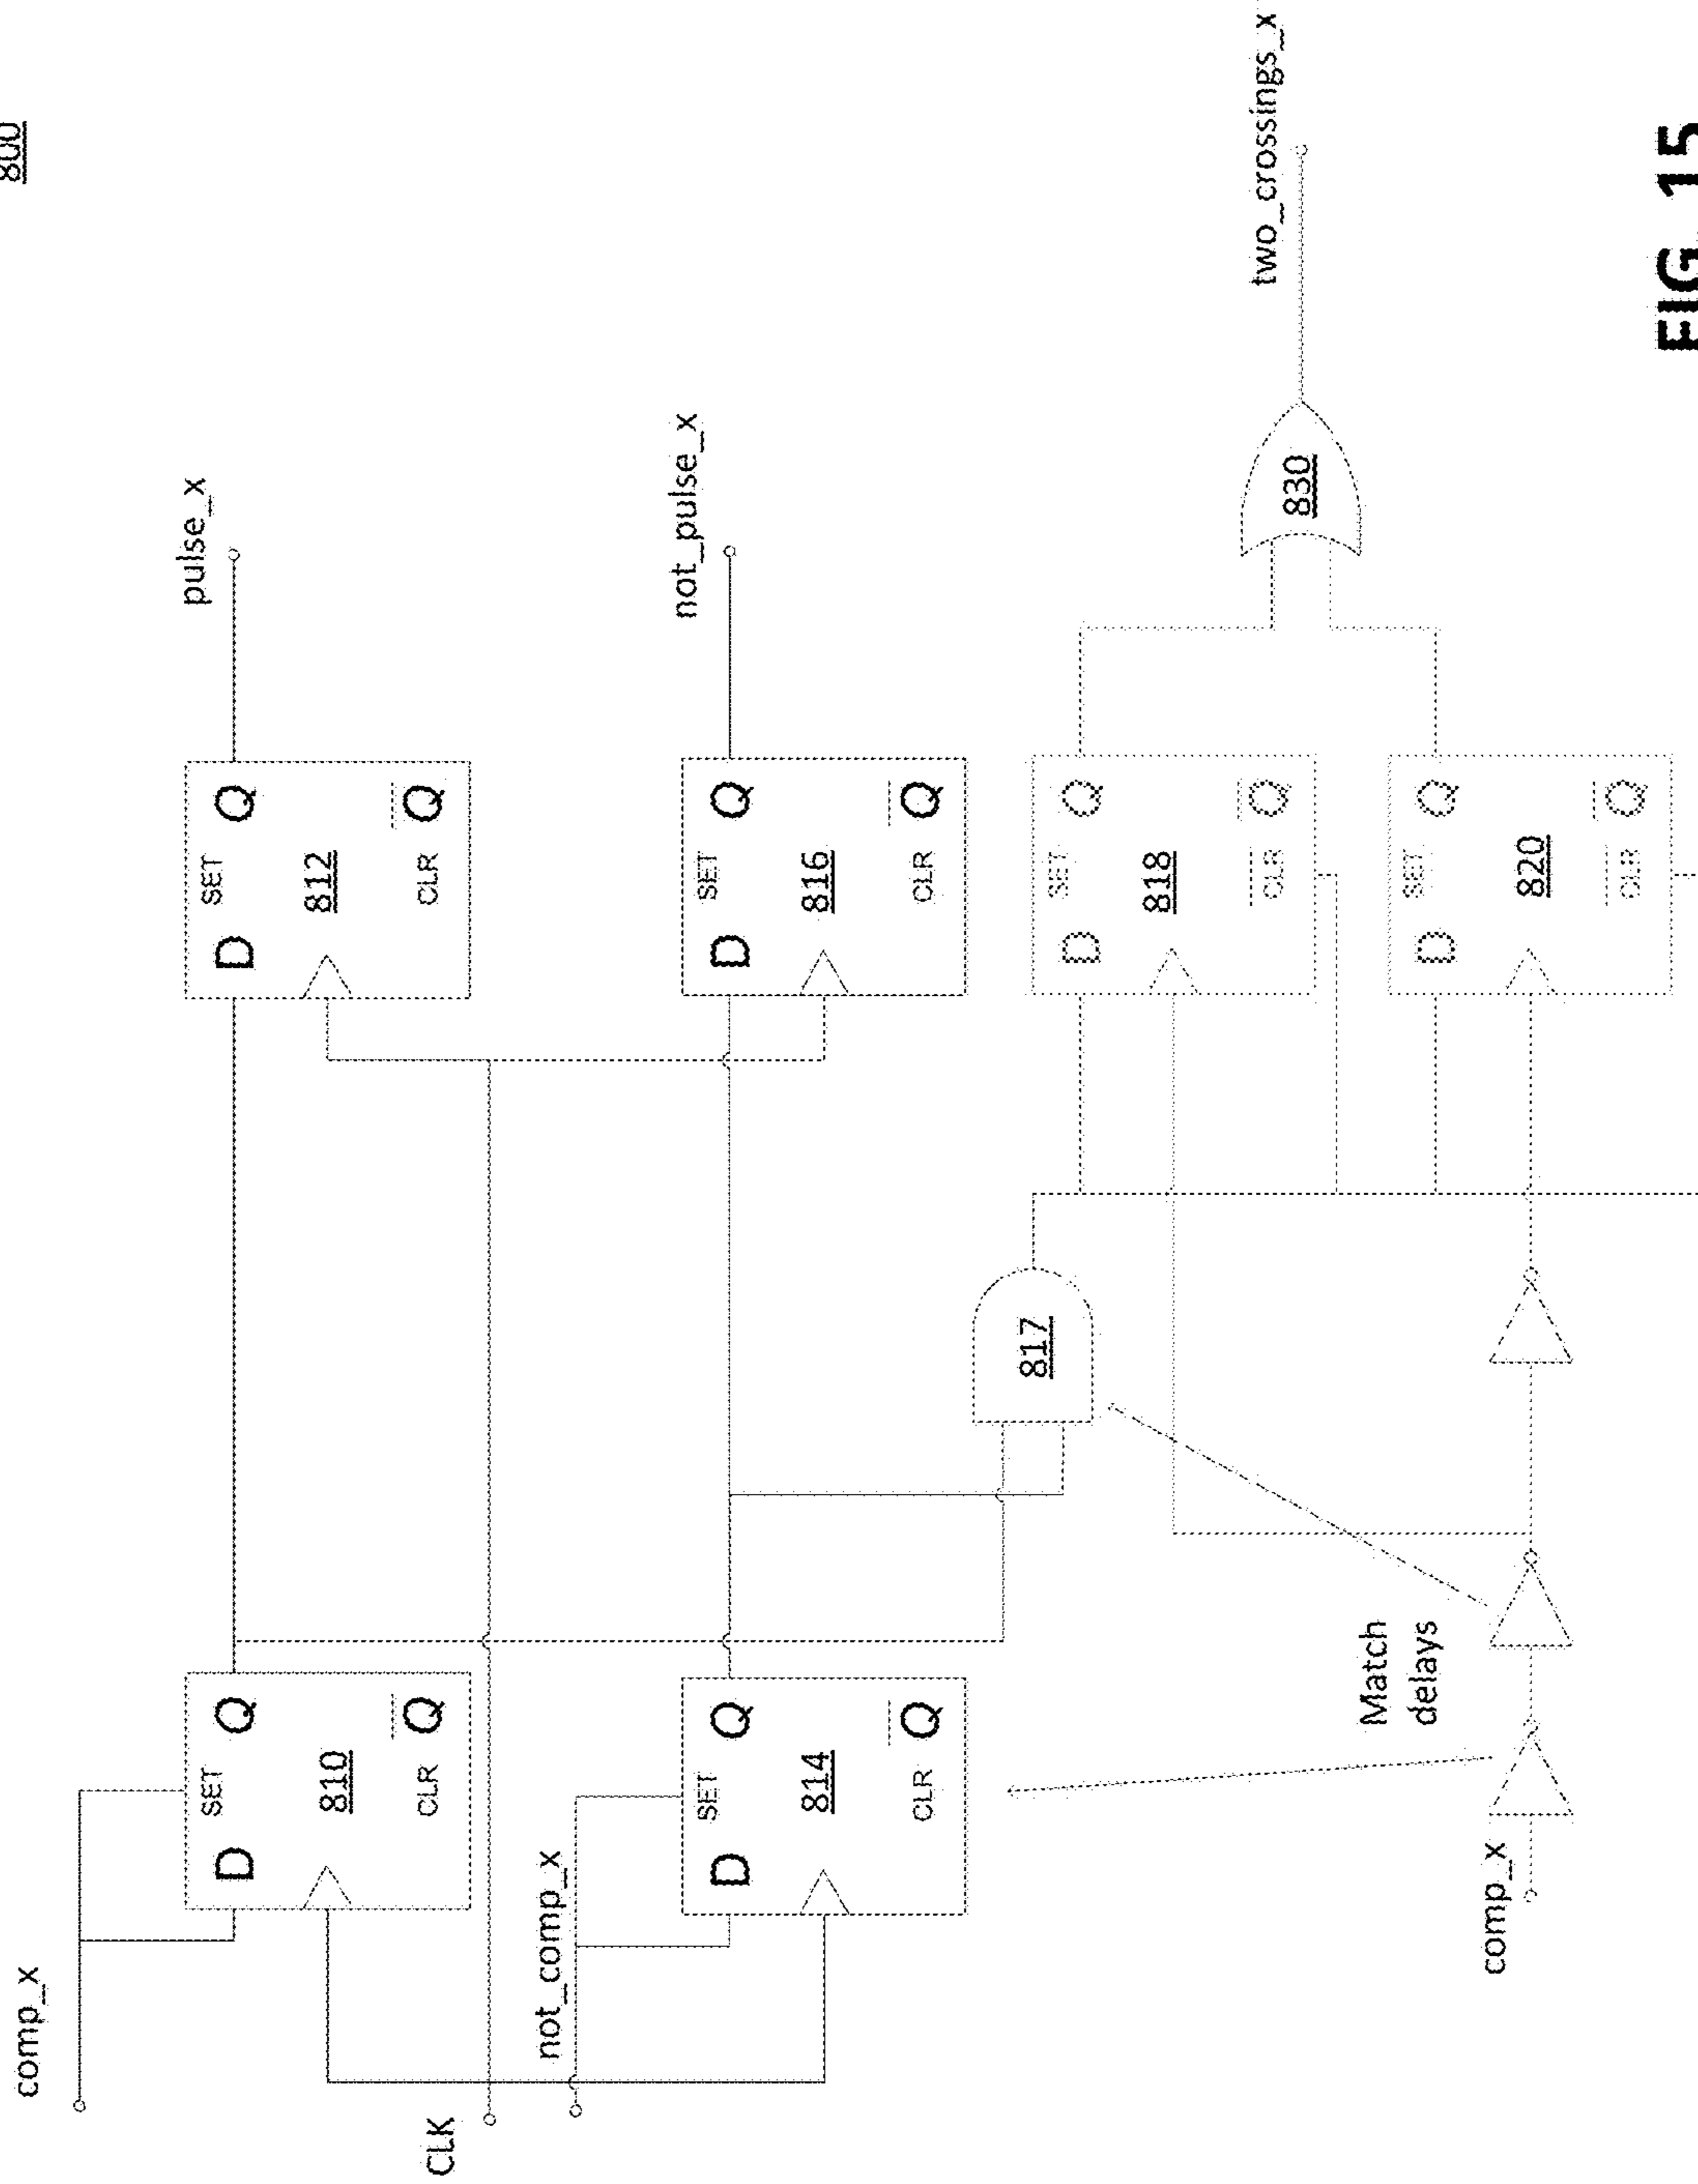 800
comp_x
SET
D Q
810
CLR Q
SET
D Q
812
CLR Q
pulse_x
CLK
not_comp_x
SET
D Q
814
CLR Q
SET
D Q
816
CLR Q
not_pulse_x
817
SET
D Q
818
CLR Q
SET
D Q
820
CLR Q
830
two_crossings_x
Match
delays
comp_x
FIG. 15